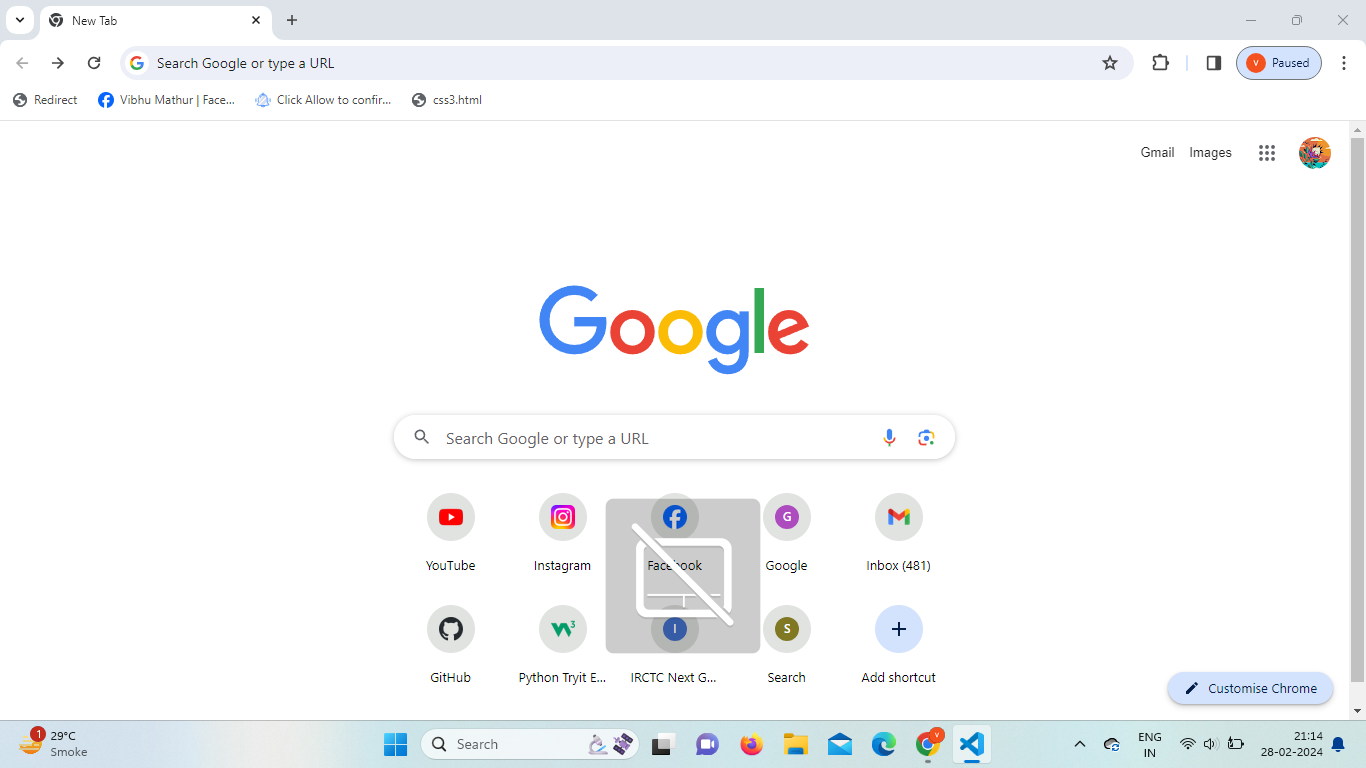 New Tab
Search Google or type a URL
V Paused
Redirect Vibhu Mathur | Face... Click Allow to confir... css3.html
Gmail Images
Google
Search Google or type a URL
G
YouTube Instagram Facebook Google Inbox (481)
3 I S
GitHub Python Tryit E... IRCTC Next G... Search Add shortcut
Customise Chrome
1 29°C
Smoke
Search
V
ENG
IN
21:14
28-02-2024